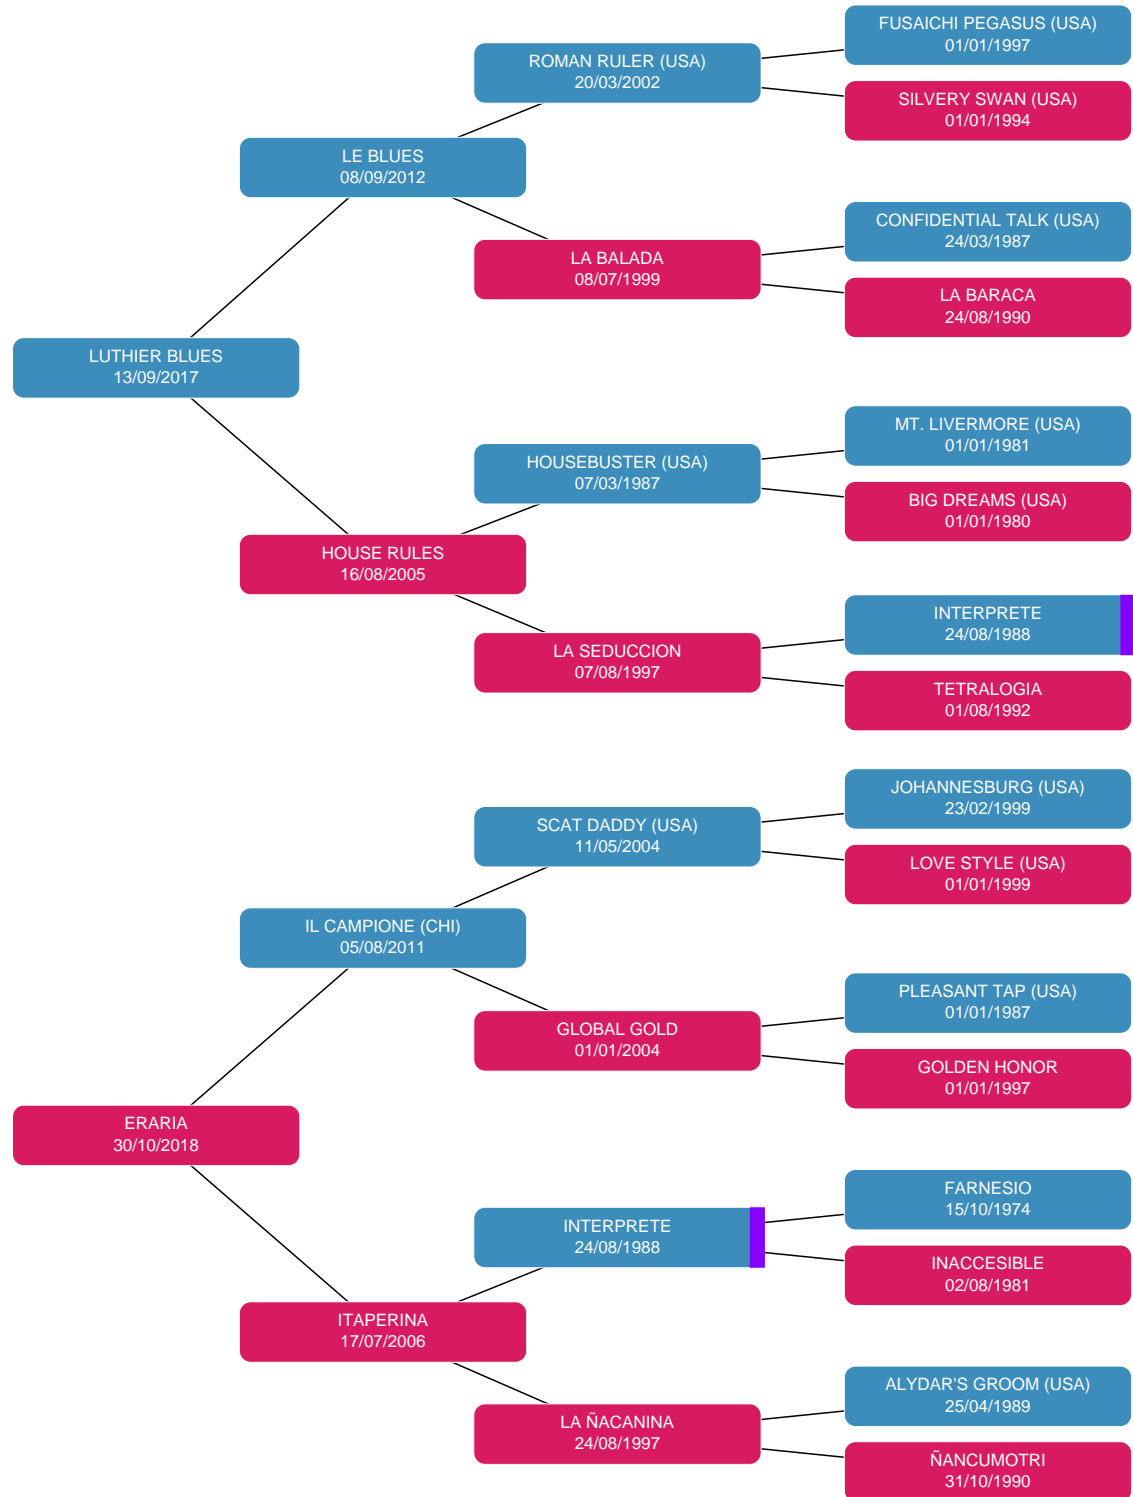 FUSAICHI PEGASUS (USA)
01/01/1997
ROMAN RULER (USA)
20/03/2002
SILVERY SWAN (USA)
01/01/1994
LE BLUES
08/09/2012
CONFIDENTIAL TALK (USA)
24/03/1987
LA BALADA
08/07/1999
LA BARACA
24/08/1990
LUTHIER BLUES
13/09/2017
MT. LIVERMORE (USA)
01/01/1981
HOUSEBUSTER (USA)
07/03/1987
BIG DREAMS (USA)
01/01/1980
HOUSE RULES
16/08/2005
INTERPRETE
24/08/1988
LA SEDUCCION
07/08/1997
TETRALOGIA
01/08/1992
JOHANNESBURG (USA)
23/02/1999
SCAT DADDY (USA)
11/05/2004
LOVE STYLE (USA)
01/01/1999
IL CAMPIONE (CHI)
05/08/2011
PLEASANT TAP (USA)
01/01/1987
GLOBAL GOLD
01/01/2004
GOLDEN HONOR
01/01/1997
ERARIA
30/10/2018
FARNESIO
15/10/1974
INTERPRETE
24/08/1988
INACCESIBLE
02/08/1981
ITAPERINA
17/07/2006
ALYDAR'S GROOM (USA)
25/04/1989
LA ÑACANINA
24/08/1997
ÑANCUMOTRI
31/10/1990